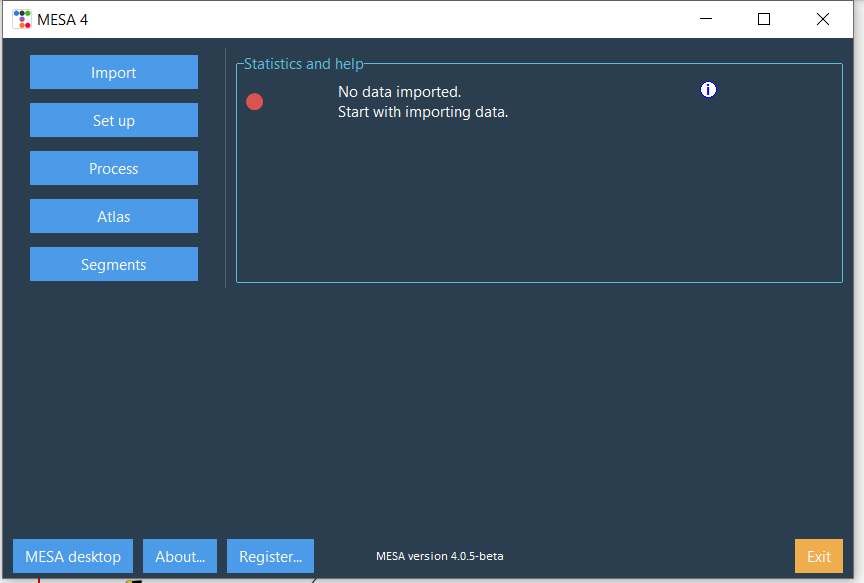 MESA 4
Import
Set up
Process
Atlas
Segments
Statistics and help
No data imported.
Start with importing data.
i
MESA desktop
About...
Register...
MESA version 4.0.5-beta
Exit